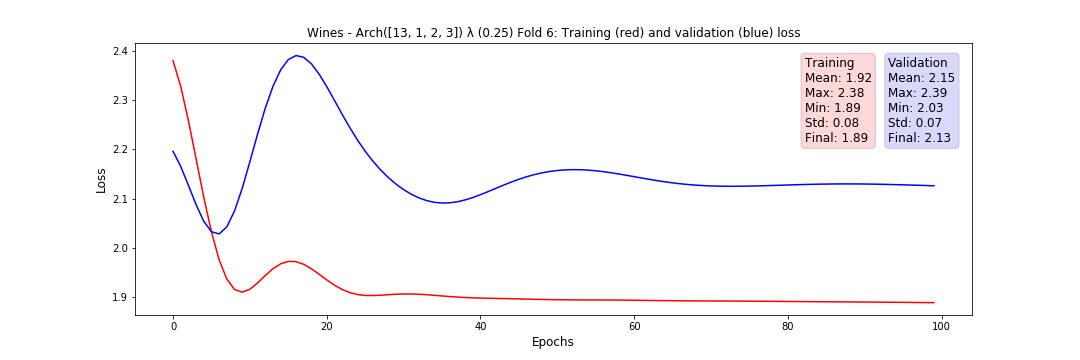 Wines - Arch([13, 1, 2, 3]) λ (0.25) Fold 6: Training (red) and validation (blue) loss
Training
Mean: 1.92
Max: 2.38
Min: 1.89
Std: 0.08
Final: 1.89
Validation
Mean: 2.15
Max: 2.39
Min: 2.03
Std: 0.07
Final: 2.13
Loss
2.4
2.3
2.2
2.1
2.0
1.9
0 20 40 60 80 100
Epochs